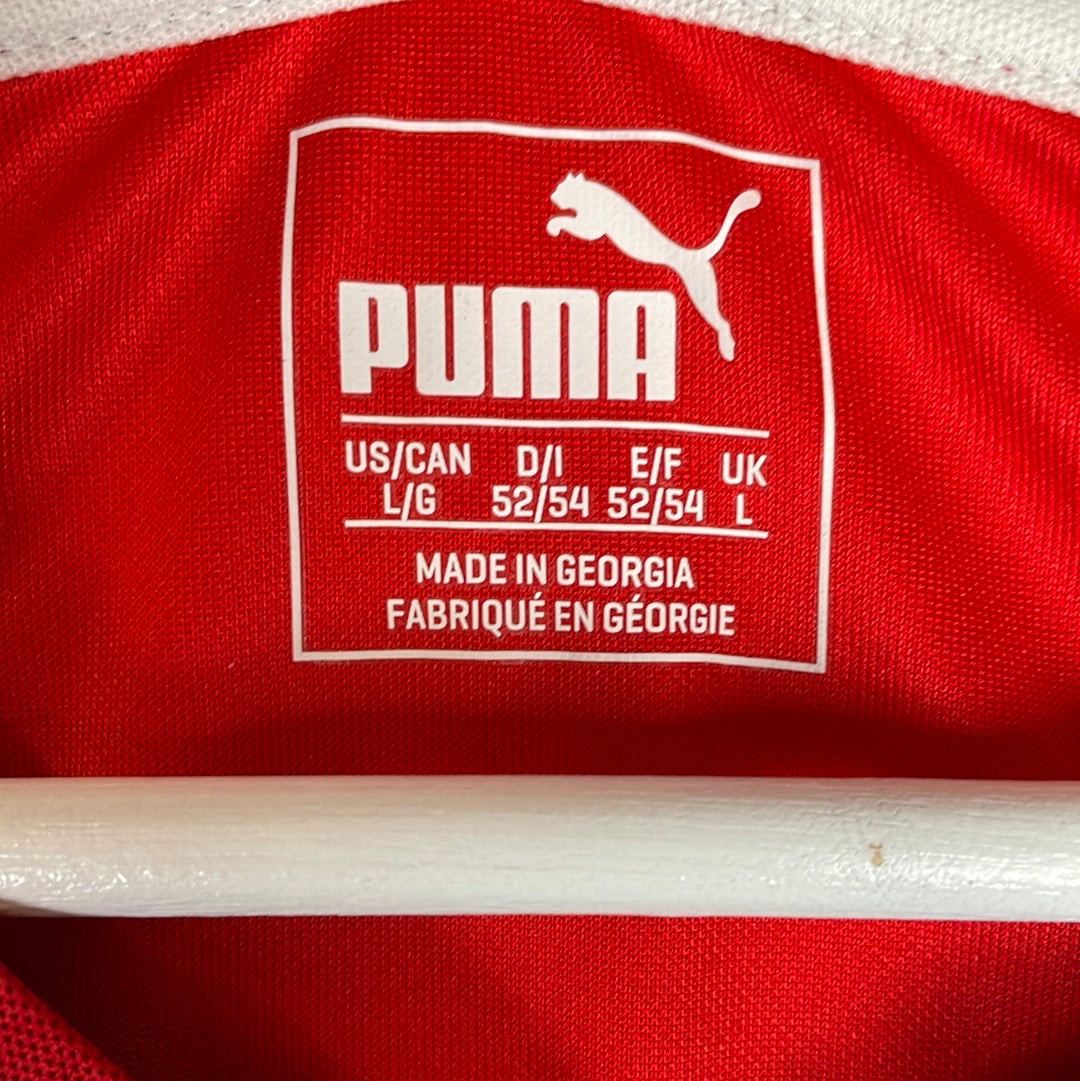 PUMA
US/CAN D/I E/F UK
L/G 52/54 52/54 L
MADE IN GEORGIA
FABRIQUÉ EN GÉORGIE